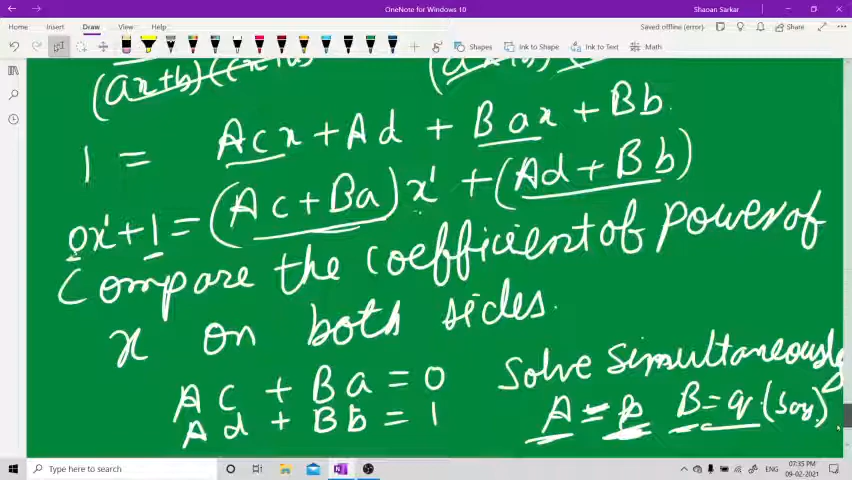 OneNote for Windows 10
Shaoan Sarkar
Home Insert Draw View
Saved offline (error) Share
Shapes Ink to Shape Ink to Text Math
1 = Acx + Ad + Bax + Bb
0x¹ + 1 = (Ac + Ba) x¹ + (Ad + Bb)
Compare the coefficient of power of
x on both sides.
Solve simultaneously
Ac + Ba = 0
A = p B = q (say)
Ad + Bb = 1
Type here to search
ENG
07:35 PM
09-02-2021